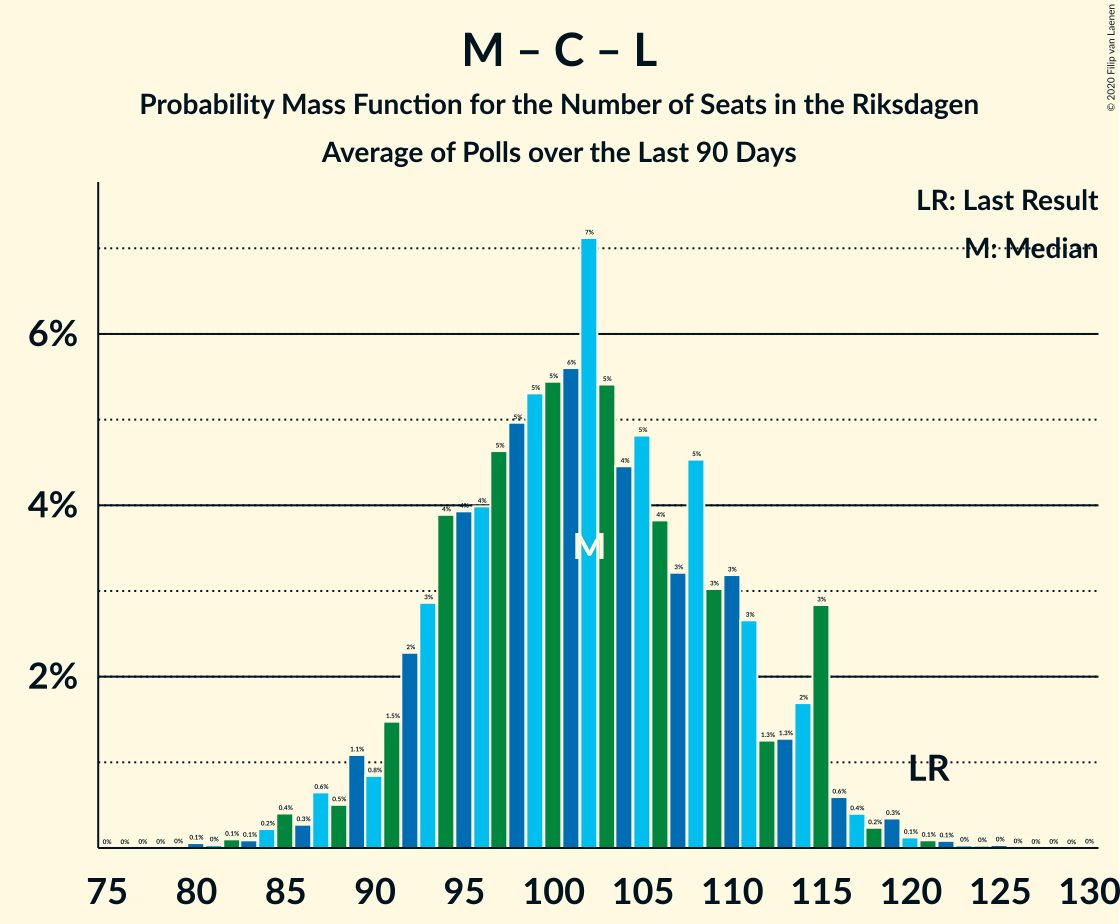 M – C – L
Probability Mass Function for the Number of Seats in the Riksdagen
Average of Polls over the Last 90 Days
© 2020 Filip van Laenen
LR: Last Result
M: Median
6%
4%
2%
0% 0% 0% 0% 0% 0.1% 0% 0.1% 0.1% 0.2% 0.4% 0.3% 0.6% 0.5% 1.1% 0.8% 1.5% 2% 3% 4% 4% 4% 5% 5% 5% 5% 6% 7% 5% 4% 5% 4% 3% 5% 3% 3% 3% 1.3% 1.3% 2% 3% 0.6% 0.4% 0.2% 0.3% 0.1% 0.1% 0.1% 0% 0% 0% 0% 0% 0% 0% 0%
M
LR
75 80 85 90 95 100 105 110 115 120 125 130